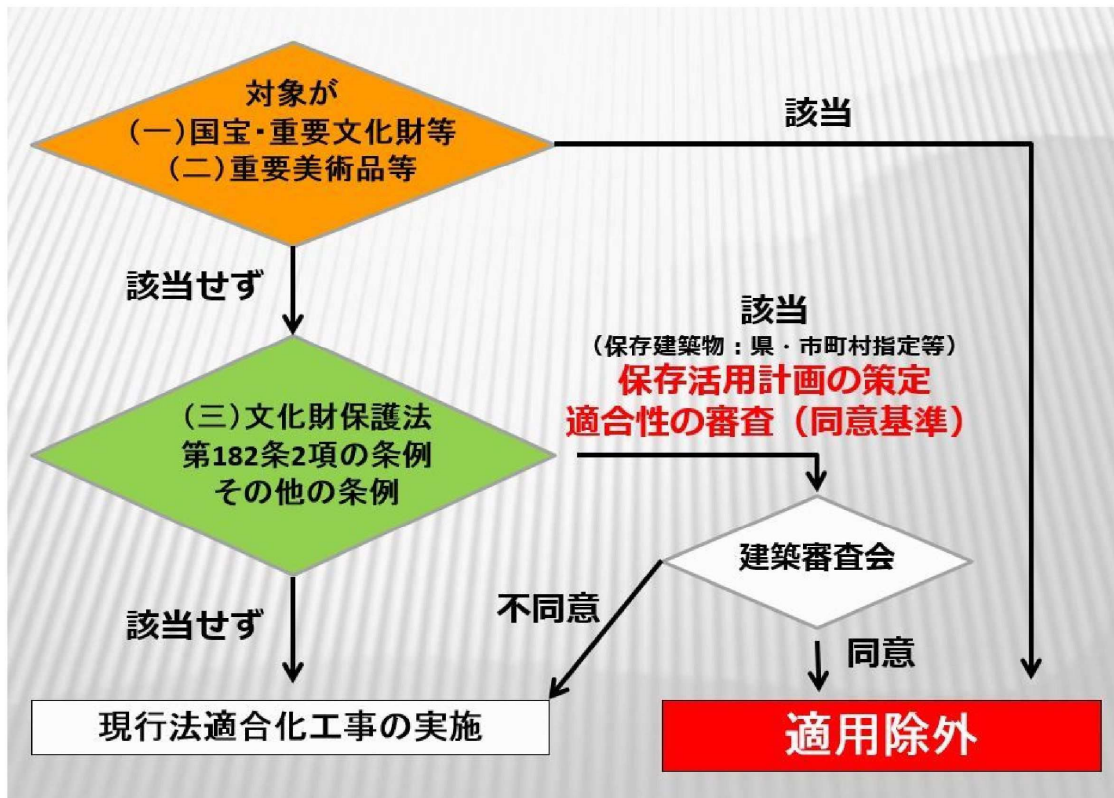 対象が
（一）国宝・重要文化財等
（二）重要美術品等
該当
該当せず
該当
（保存建築物：県・市町村指定等）
保存活用計画の策定
適合性の審査（同意基準）
（三）文化財保護法
第182条2項の条例
その他の条例
建築審査会
不同意
該当せず
同意
現行法適合化工事の実施
適用除外